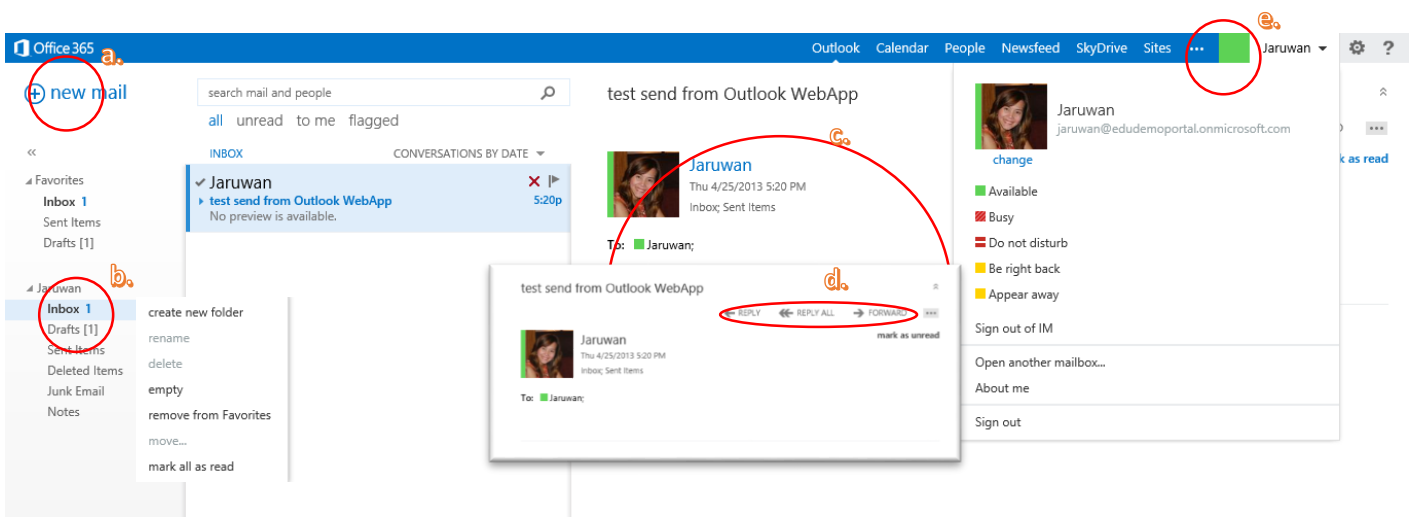 e.
Office 365
a.
Outlook Calendar People Newsfeed SkyDrive Sites ••• Jaruwan ?
new mail
search mail and people
all unread to me flagged
INBOX CONVERSATIONS BY DATE
Favorites
Inbox 1
Sent Items
Drafts [1]
b.
Jaruwan
Inbox 1
Drafts [1]
Sent Items
Deleted Items
Junk Email
Notes
create new folder
rename
delete
empty
remove from Favorites
move...
mark all as read
Jaruwan
test send from Outlook WebApp 5:20p
No preview is available.
test send from Outlook WebApp
c.
Jaruwan
Thu 4/25/2013 5:20 PM
Inbox; Sent Items
To: Jaruwan;
d.
test send from Outlook WebApp
REPLY REPLY ALL FORWARD •••
mark as unread
Jaruwan
Thu 4/25/2013 5:20 PM
Inbox; Sent Items
To: Jaruwan;
Jaruwan
jaruwan@edudemoportal.onmicrosoft.com
change
Available
Busy
Do not disturb
Be right back
Appear away
Sign out of IM
Open another mailbox...
About me
Sign out
•••
k as read